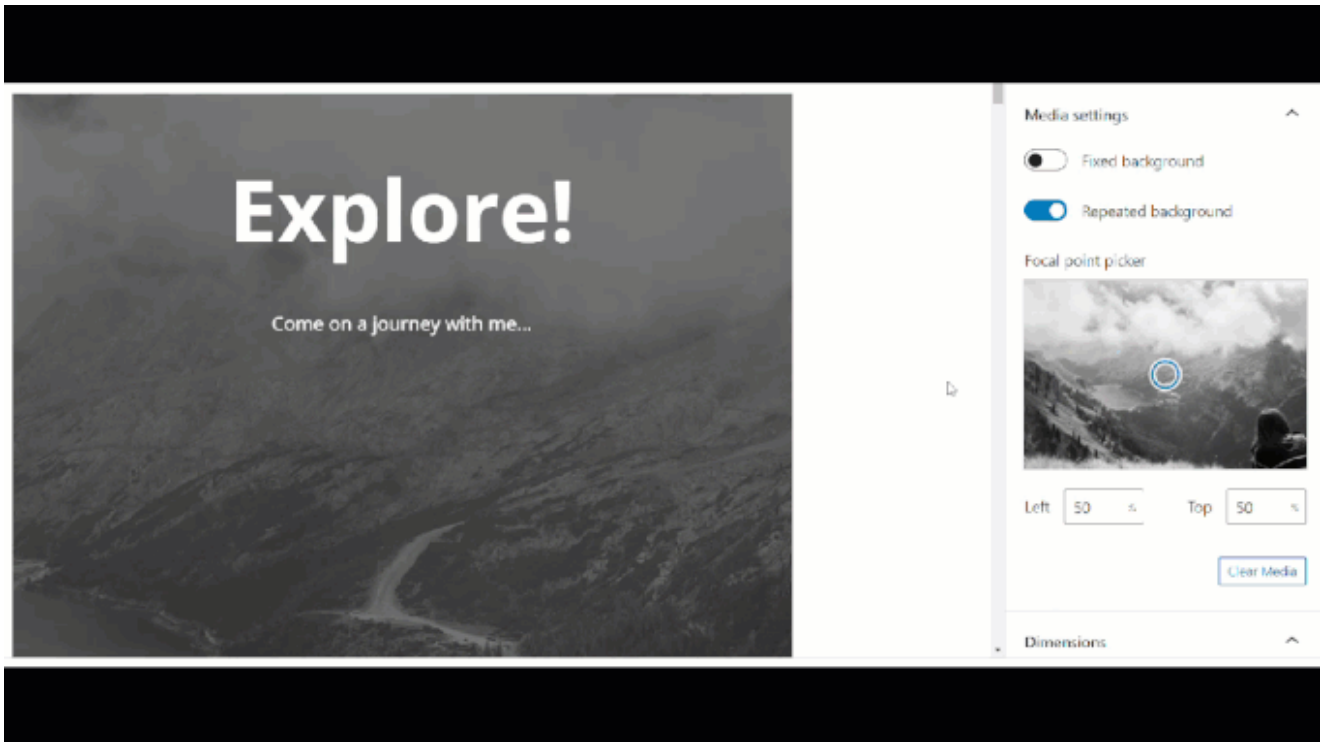 Explore!
Come on a journey with me...
Media settings
Fixed background
Repeated background
Focal point picker
Left 50 % Top 50 %
Clear Media
Dimensions